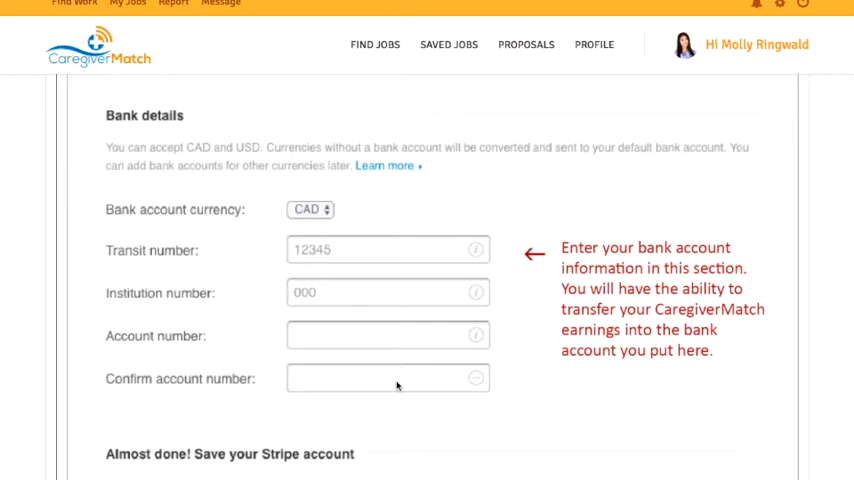 Find Work My Jobs Report Message
CaregiverMatch
FIND JOBS SAVED JOBS PROPOSALS PROFILE
Hi Molly Ringwald
Bank details
You can accept CAD and USD. Currencies without a bank account will be converted and sent to your default bank account. You
can add bank accounts for other currencies later. Learn more
Bank account currency: CAD
Transit number: 12345
Institution number: 000
Account number:
Confirm account number:
Enter your bank account
information in this section.
You will have the ability to
transfer your CaregiverMatch
earnings into the bank
account you put here.
Almost done! Save your Stripe account